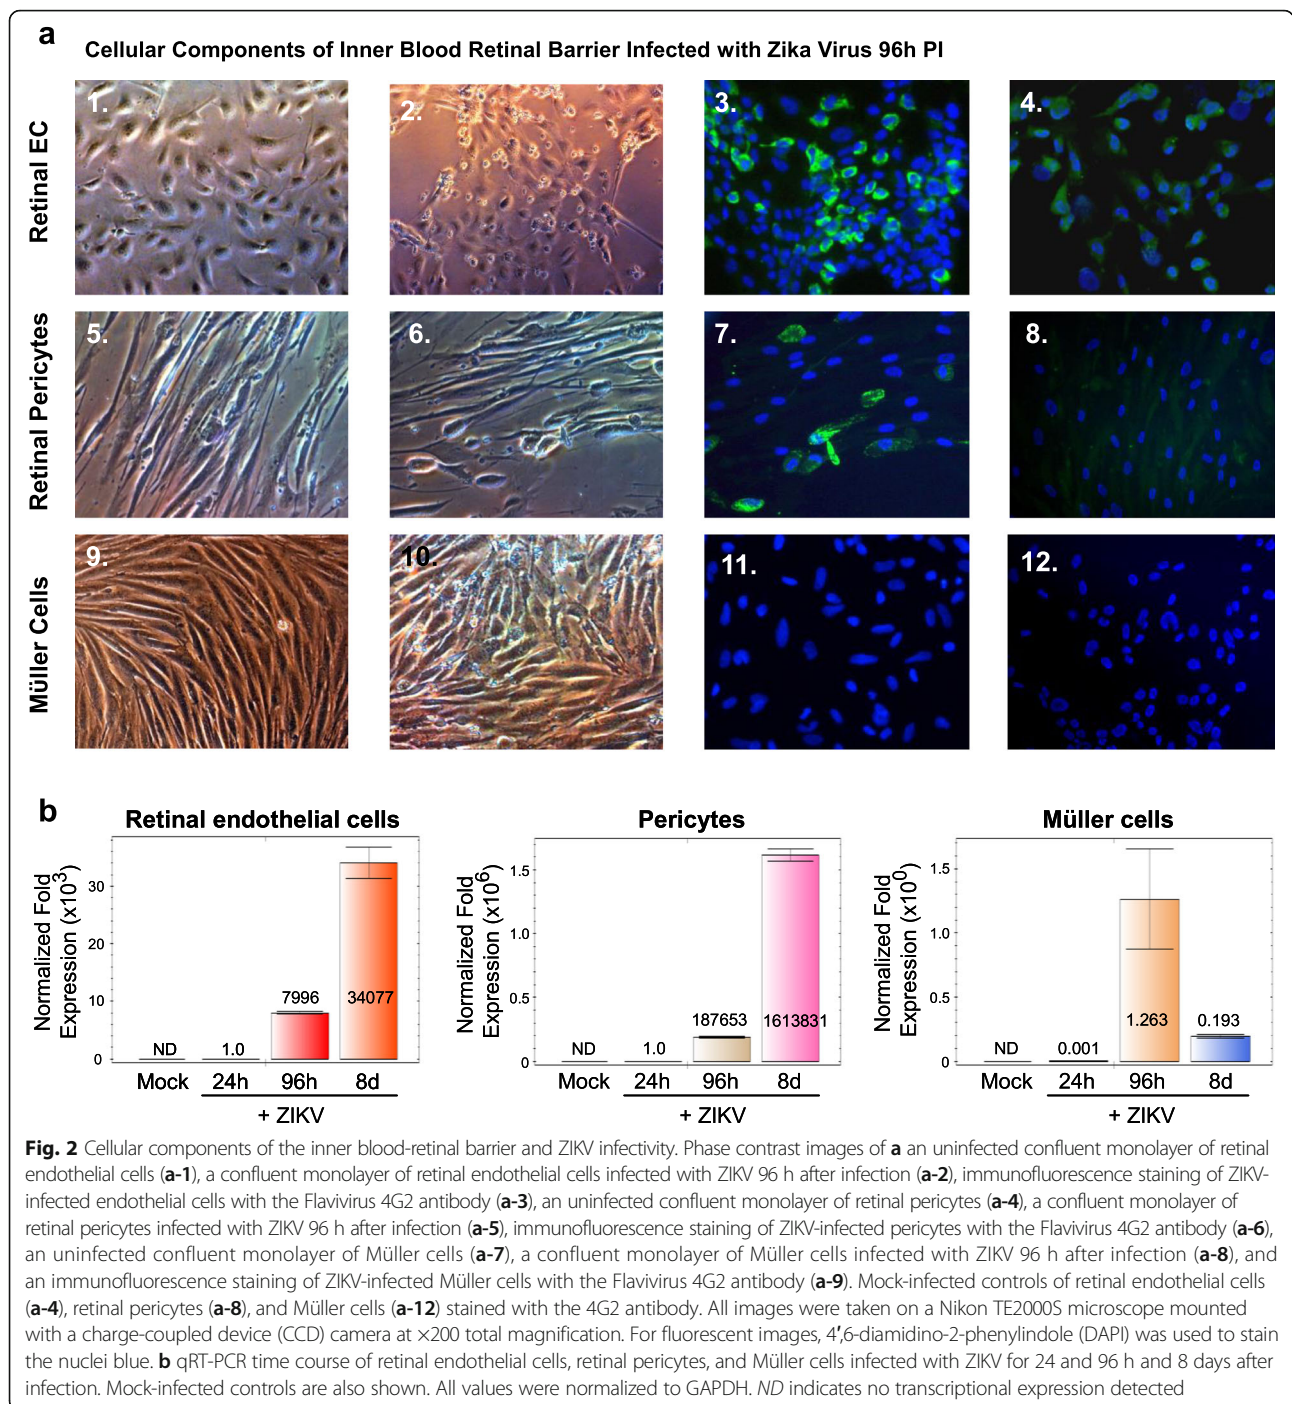 a
Cellular Components of Inner Blood Retinal Barrier Infected with Zika Virus 96h PI
Retinal EC
1.
2.
3.
4.
Retinal Pericytes
5.
6.
7.
8.
Müller Cells
9.
10.
11.
12.
b
Retinal endothelial cells
Normalized Fold
Expression (x10³)
30
20
10
0
ND
1.0
7996
34077
Mock
24h
96h
8d
+ ZIKV
Pericytes
Normalized Fold
Expression (x10⁶)
1.5
1.0
0.5
0
ND
1.0
187653
1613831
Mock
24h
96h
8d
+ ZIKV
Müller cells
Normalized Fold
Expression (x10⁰)
1.5
1.0
0.5
0
ND
0.001
1.263
0.193
Mock
24h
96h
8d
+ ZIKV
Fig. 2 Cellular components of the inner blood-retinal barrier and ZIKV infectivity. Phase contrast images of a an uninfected confluent monolayer of retinal
endothelial cells (a-1), a confluent monolayer of retinal endothelial cells infected with ZIKV 96 h after infection (a-2), immunofluorescence staining of ZIKV-
infected endothelial cells with the Flavivirus 4G2 antibody (a-3), an uninfected confluent monolayer of retinal pericytes (a-4), a confluent monolayer of
retinal pericytes infected with ZIKV 96 h after infection (a-5), immunofluorescence staining of ZIKV-infected pericytes with the Flavivirus 4G2 antibody (a-6),
an uninfected confluent monolayer of Müller cells (a-7), a confluent monolayer of Müller cells infected with ZIKV 96 h after infection (a-8), and
an immunofluorescence staining of ZIKV-infected Müller cells with the Flavivirus 4G2 antibody (a-9). Mock-infected controls of retinal endothelial cells
(a-4), retinal pericytes (a-8), and Müller cells (a-12) stained with the 4G2 antibody. All images were taken on a Nikon TE2000S microscope mounted
with a charge-coupled device (CCD) camera at ×200 total magnification. For fluorescent images, 4′,6-diamidino-2-phenylindole (DAPI) was used to stain
the nuclei blue. b qRT-PCR time course of retinal endothelial cells, retinal pericytes, and Müller cells infected with ZIKV for 24 and 96 h and 8 days after
infection. Mock-infected controls are also shown. All values were normalized to GAPDH. ND indicates no transcriptional expression detected